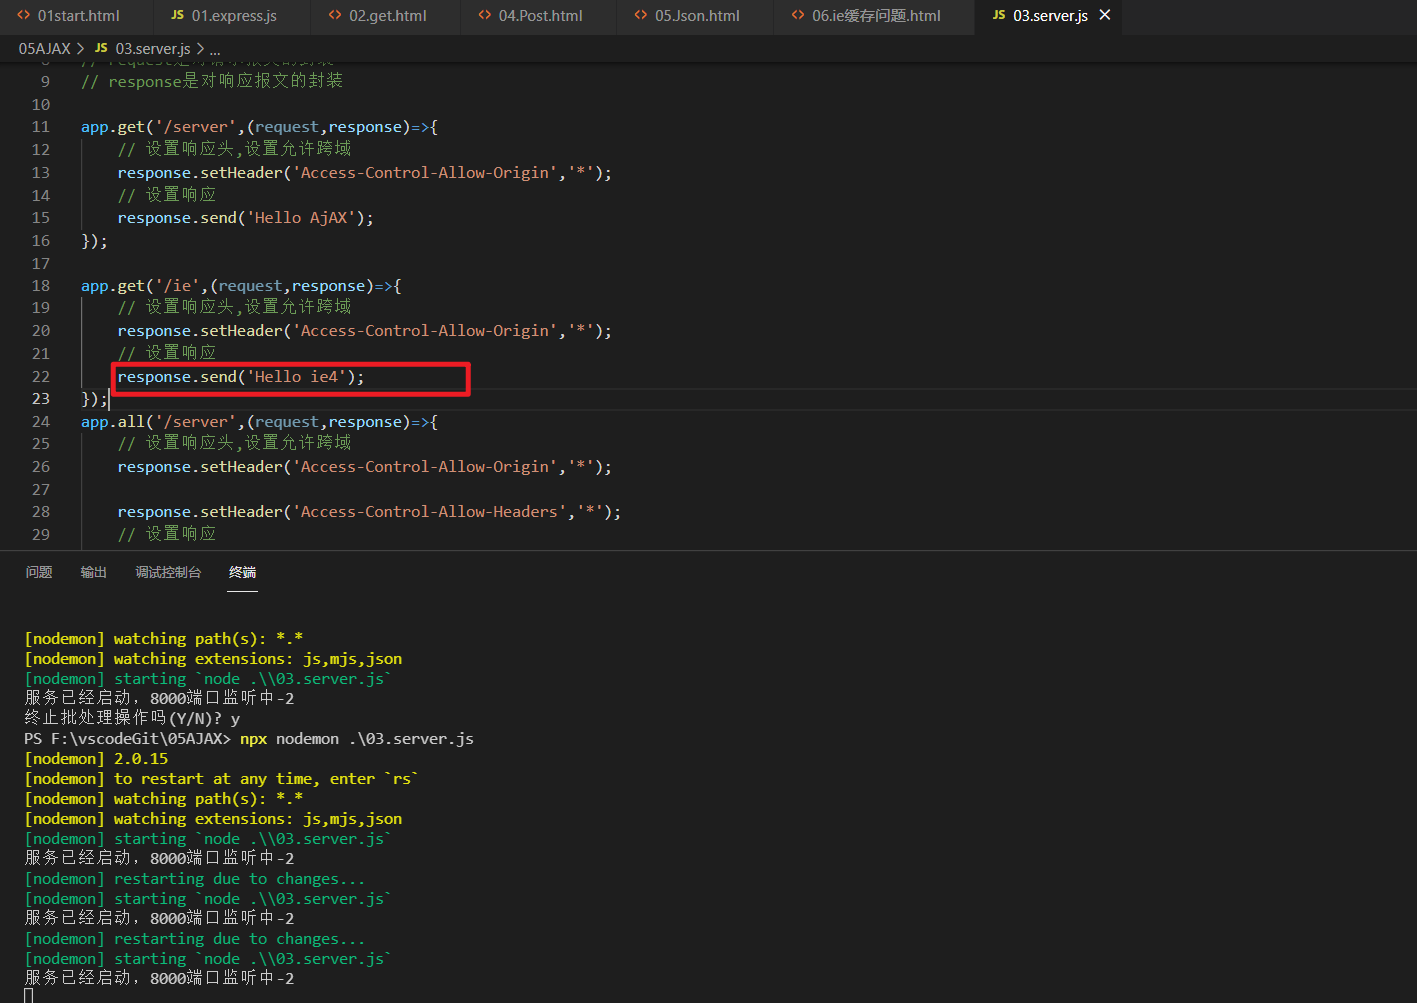 01start.html
JS 01.express.js
02.get.html
04.Post.html
05.Json.html
06.ie缓存问题.html
JS 03.server.js
05AJAX > JS 03.server.js > ...
8 // request是对请求报文的封装
9 // response是对响应报文的封装
10
11 app.get('/server',(request,response)=>{
12 // 设置响应头,设置允许跨域
13 response.setHeader('Access-Control-Allow-Origin','*');
14 // 设置响应
15 response.send('Hello AjAX');
16 });
17
18 app.get('/ie',(request,response)=>{
19 // 设置响应头,设置允许跨域
20 response.setHeader('Access-Control-Allow-Origin','*');
21 // 设置响应
22 response.send('Hello ie4');
23 });
24 app.all('/server',(request,response)=>{
25 // 设置响应头,设置允许跨域
26 response.setHeader('Access-Control-Allow-Origin','*');
27
28 response.setHeader('Access-Control-Allow-Headers','*');
29 // 设置响应
问题 输出 调试控制台 终端
[nodemon] watching path(s): *.*
[nodemon] watching extensions: js,mjs,json
[nodemon] starting `node .\\03.server.js`
服务已经启动，8000端口监听中-2
终止批处理操作吗(Y/N)? y
PS F:\vscodeGit\05AJAX> npx nodemon .\03.server.js
[nodemon] 2.0.15
[nodemon] to restart at any time, enter `rs`
[nodemon] watching path(s): *.*
[nodemon] watching extensions: js,mjs,json
[nodemon] starting `node .\\03.server.js`
服务已经启动，8000端口监听中-2
[nodemon] restarting due to changes...
[nodemon] starting `node .\\03.server.js`
服务已经启动，8000端口监听中-2
[nodemon] restarting due to changes...
[nodemon] starting `node .\\03.server.js`
服务已经启动，8000端口监听中-2